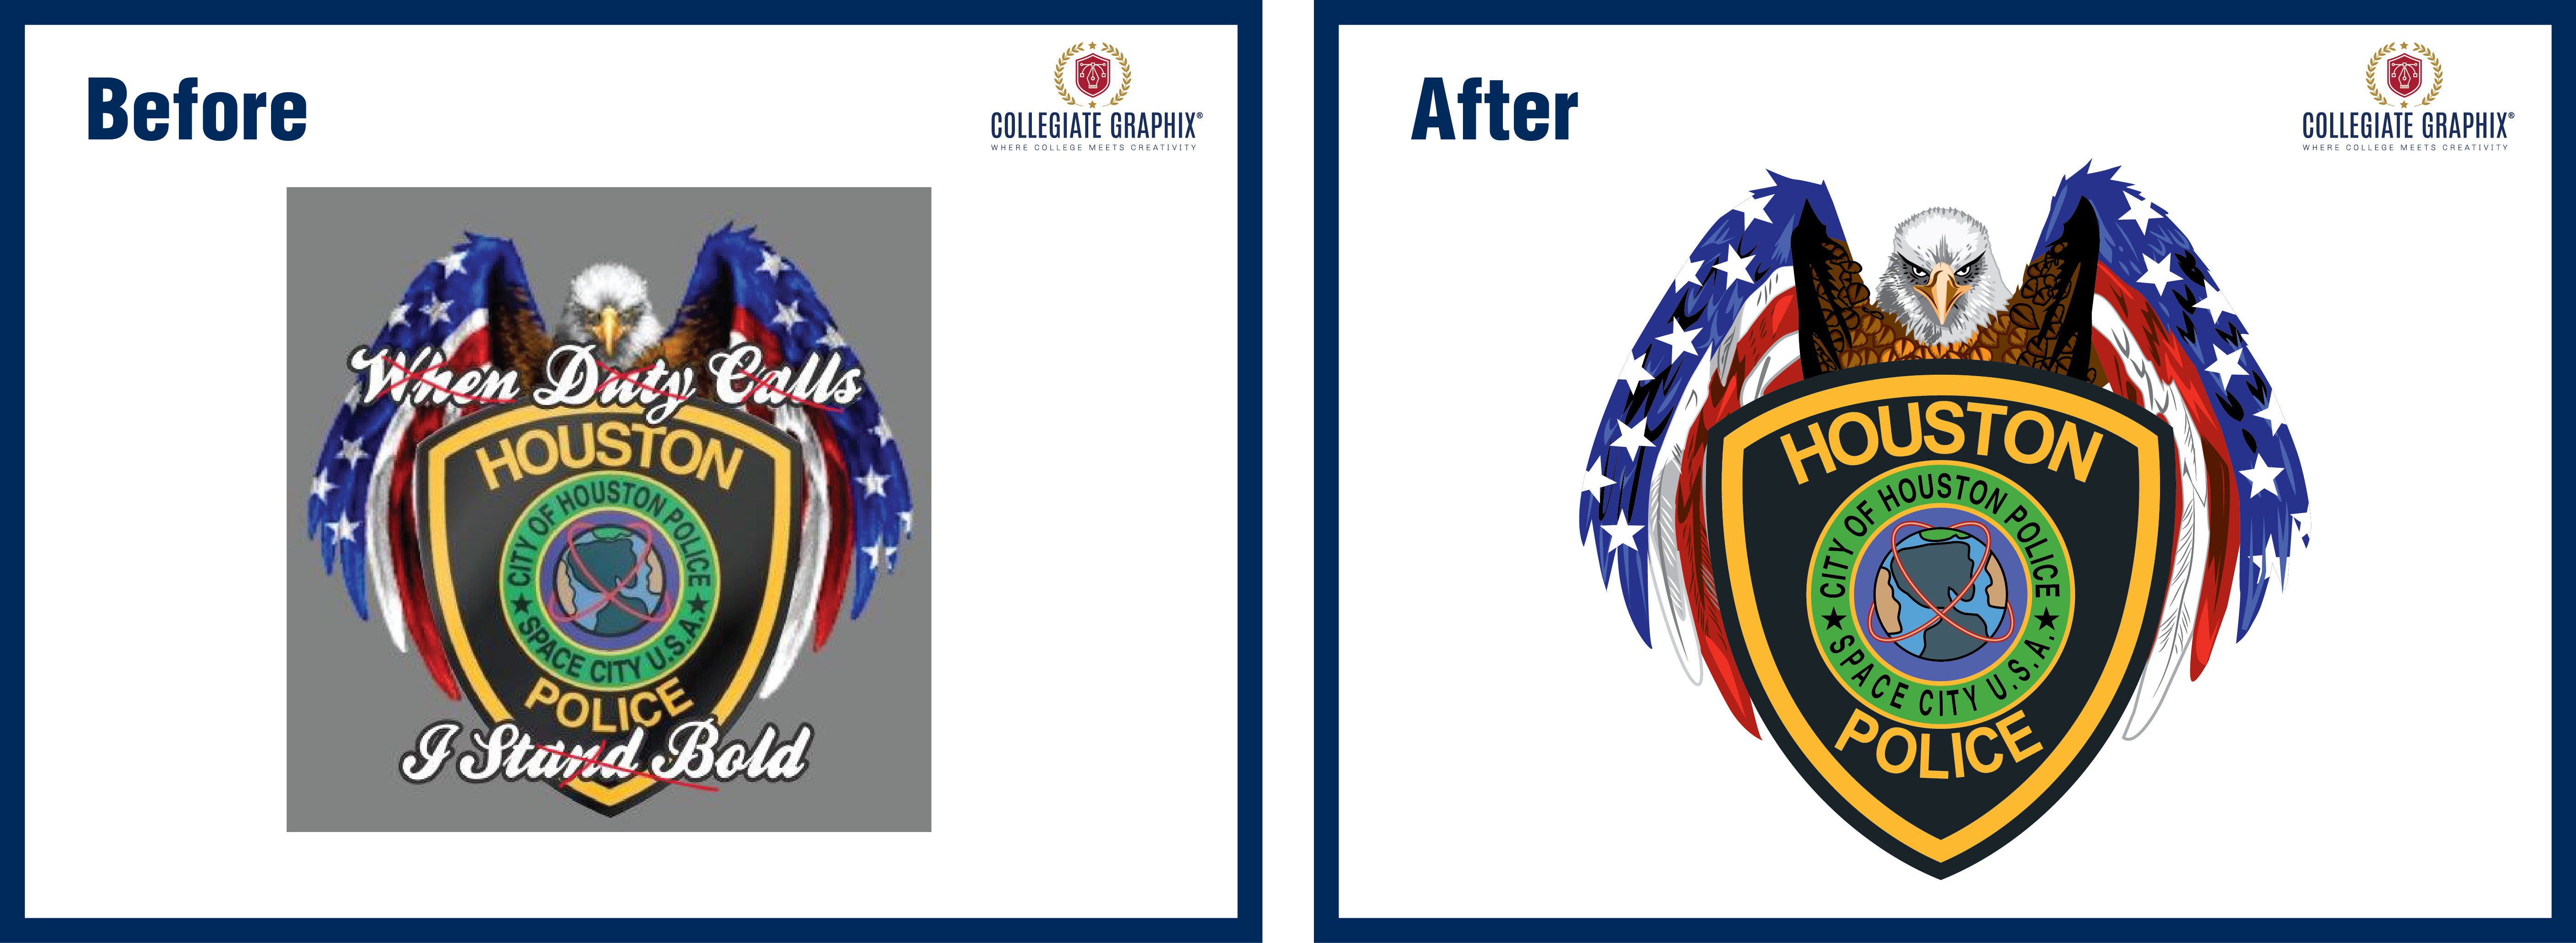 Before
COLLEGIATE GRAPHIX®
WHERE COLLEGE MEETS CREATIVITY
When Duty Calls
HOUSTON
CITY OF HOUSTON POLICE
★ SPACE CITY U.S.A. ★
POLICE
I Stand Bold
After
COLLEGIATE GRAPHIX®
WHERE COLLEGE MEETS CREATIVITY
HOUSTON
CITY OF HOUSTON POLICE
★ SPACE CITY U.S.A. ★
POLICE